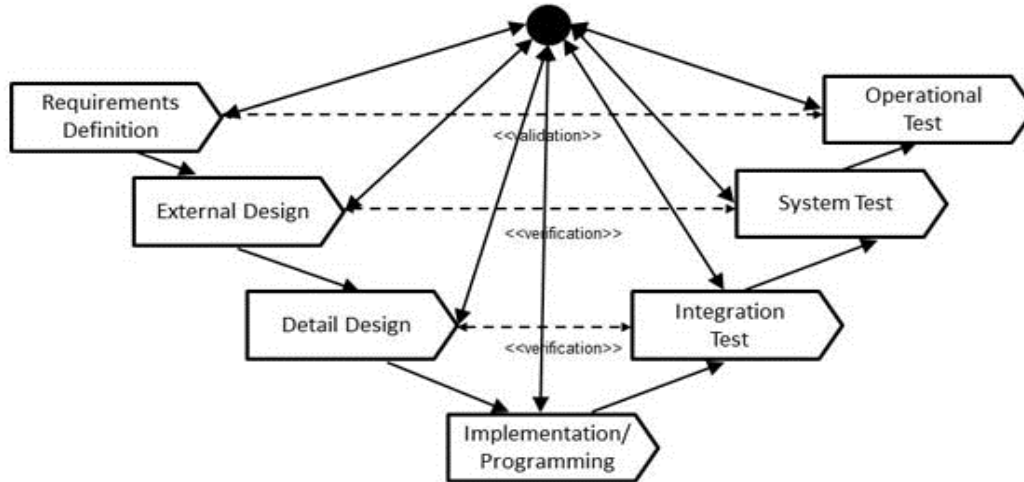 Requirements
Definition
Operational
Test
<<validation>>
External Design
System Test
<<verification>>
Detail Design
Integration
Test
<<verification>>
Implementation/
Programming